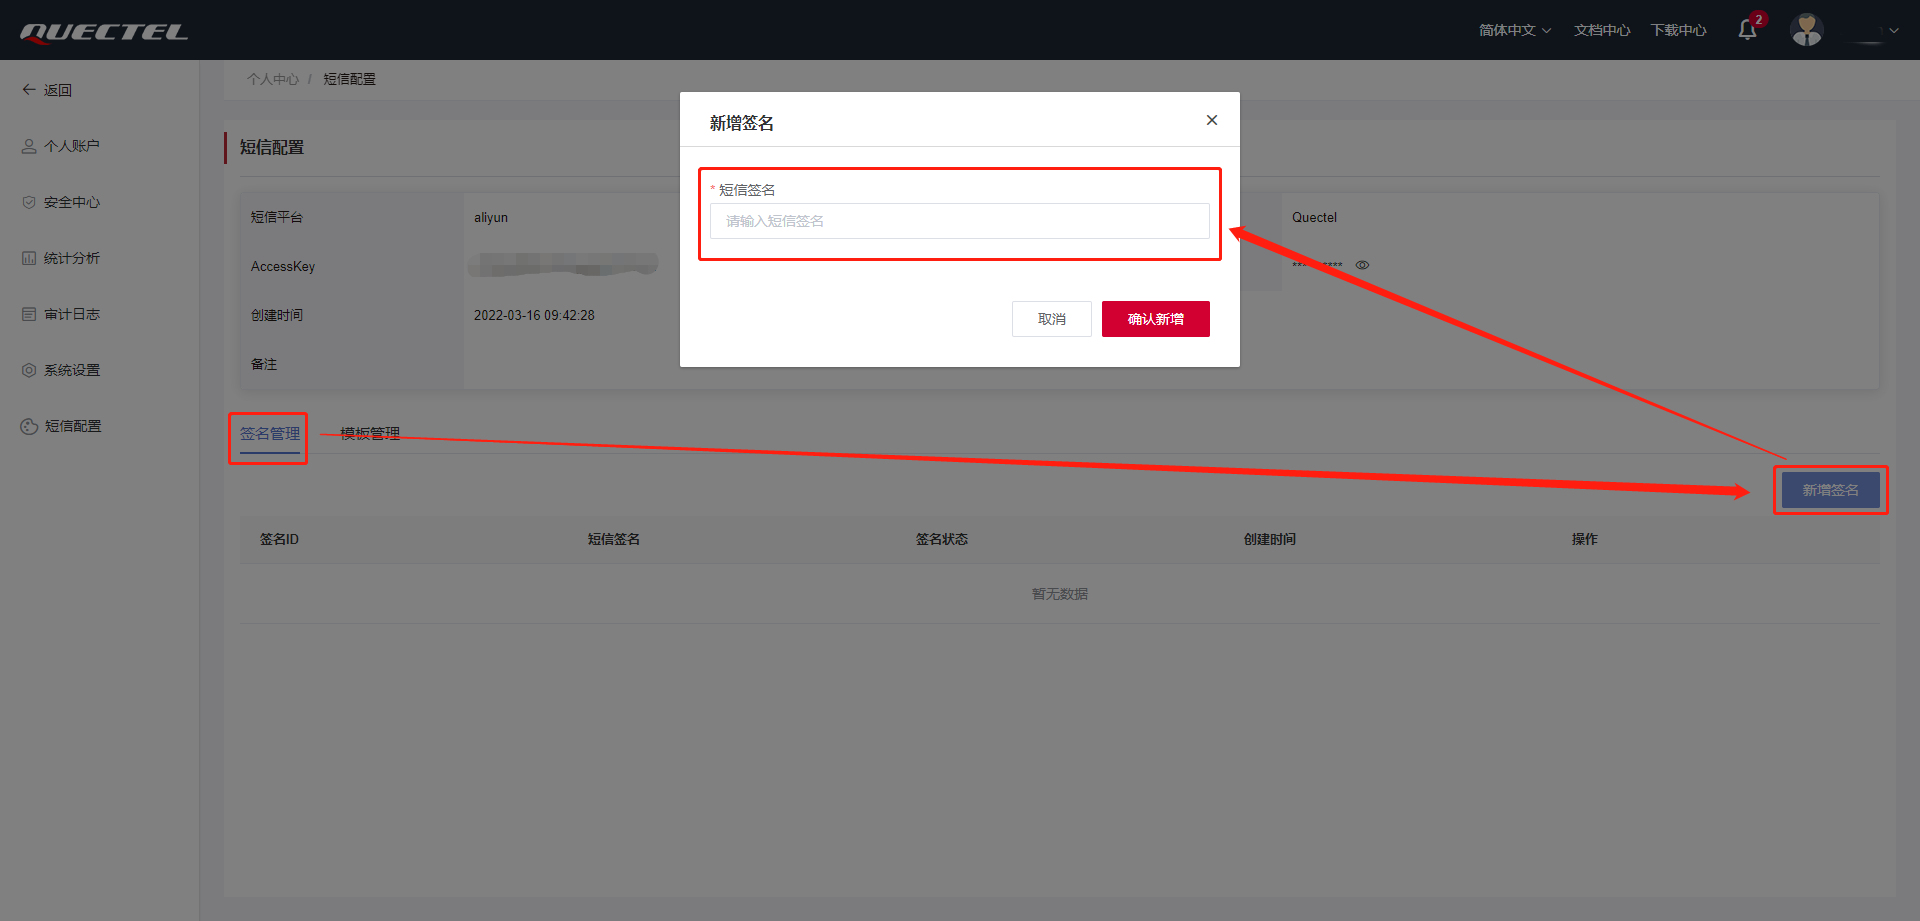 QUECTEL
简体中文 文档中心 下载中心 2
返回
个人账户
安全中心
统计分析
审计日志
系统设置
短信配置
个人中心 / 短信配置
短信配置
短信平台 aliyun Quectel
AccessKey **********
创建时间 2022-03-16 09:42:28
备注
新增签名
* 短信签名
请输入短信签名
取消 确认新增
签名管理 模板管理
新增签名
签名ID 短信签名 签名状态 创建时间 操作
暂无数据